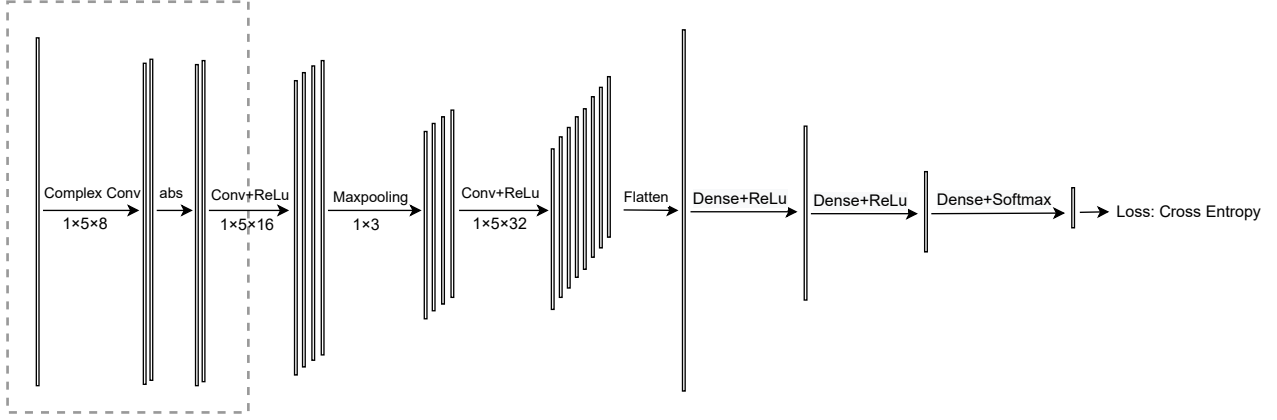 Complex Conv
1×5×8
abs
Conv+ReLu
1×5×16
Maxpooling
1×3
Conv+ReLU
1×5×32
Flatten
Dense+ReLu
Dense+ReLU
Dense+Softmax
Loss: Cross Entropy